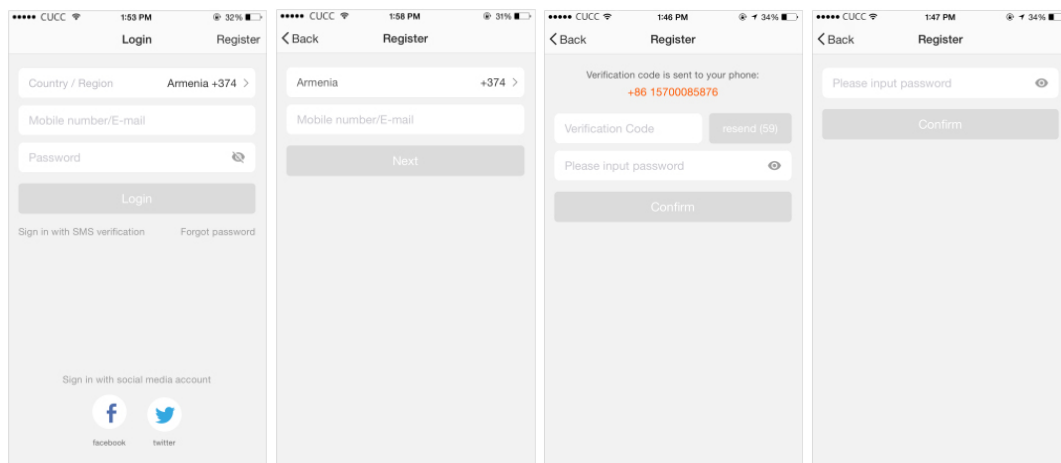 CUCC 1:53 PM 32%
Login Register
Country / Region Armenia +374 >
Mobile number/E-mail
Password
Login
Sign in with SMS verification Forgot password
Sign in with social media account
facebook twitter
CUCC 1:58 PM 31%
Back Register
Armenia +374 >
Mobile number/E-mail
Next
CUCC 1:46 PM 34%
Back Register
Verification code is sent to your phone:
+86 15700085876
Verification Code resend (59)
Please input password
Confirm
CUCC 1:47 PM 34%
Back Register
Please input password
Confirm